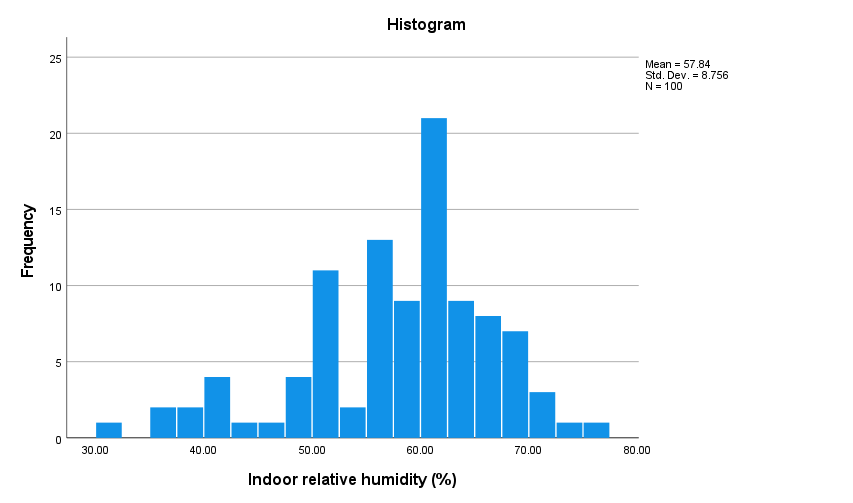 Histogram
25
20
15
10
5
0
Frequency
30.00 40.00 50.00 60.00 70.00 80.00
Indoor relative humidity (%)
Mean = 57.84
Std. Dev. = 8.756
N = 100